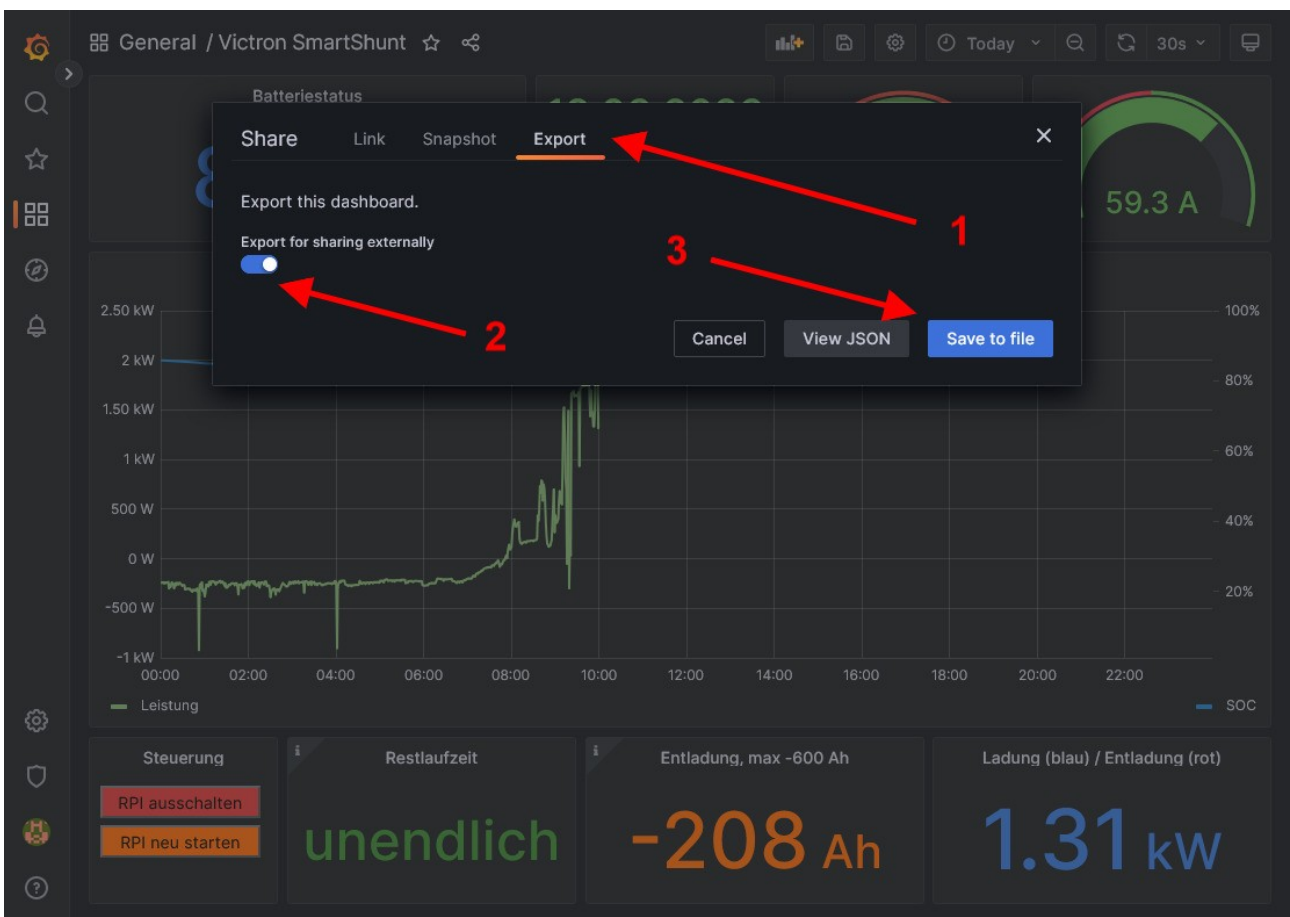 General / Victron SmartShunt
Today
30s
Batteriestatus
Share Link Snapshot Export
Export this dashboard.
Export for sharing externally
1
2
3
Cancel View JSON Save to file
59.3 A
2.50 kW
2 kW
1.50 kW
1 kW
500 W
0 W
-500 W
-1 kW
100%
80%
60%
40%
20%
00:00 02:00 04:00 06:00 08:00 10:00 12:00 14:00 16:00 18:00 20:00 22:00
Leistung
SOC
Steuerung
RPI ausschalten
RPI neu starten
Restlaufzeit
unendlich
Entladung, max -600 Ah
-208 Ah
Ladung (blau) / Entladung (rot)
1.31 kW